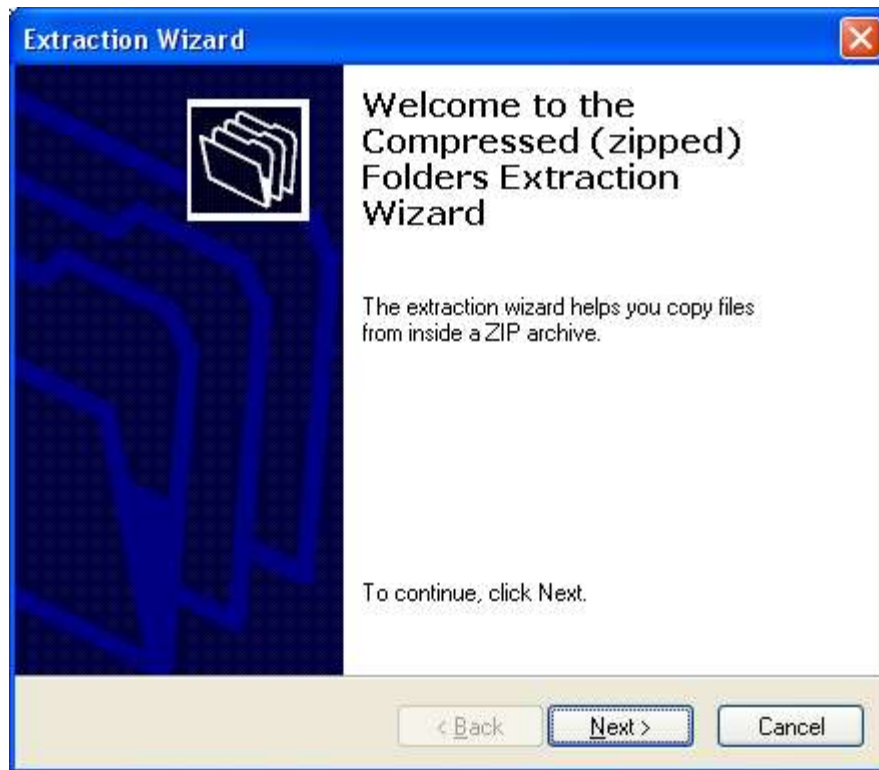 Extraction Wizard
Welcome to the
Compressed (zipped)
Folders Extraction
Wizard
The extraction wizard helps you copy files
from inside a ZIP archive.
To continue, click Next.
< Back
Next >
Cancel